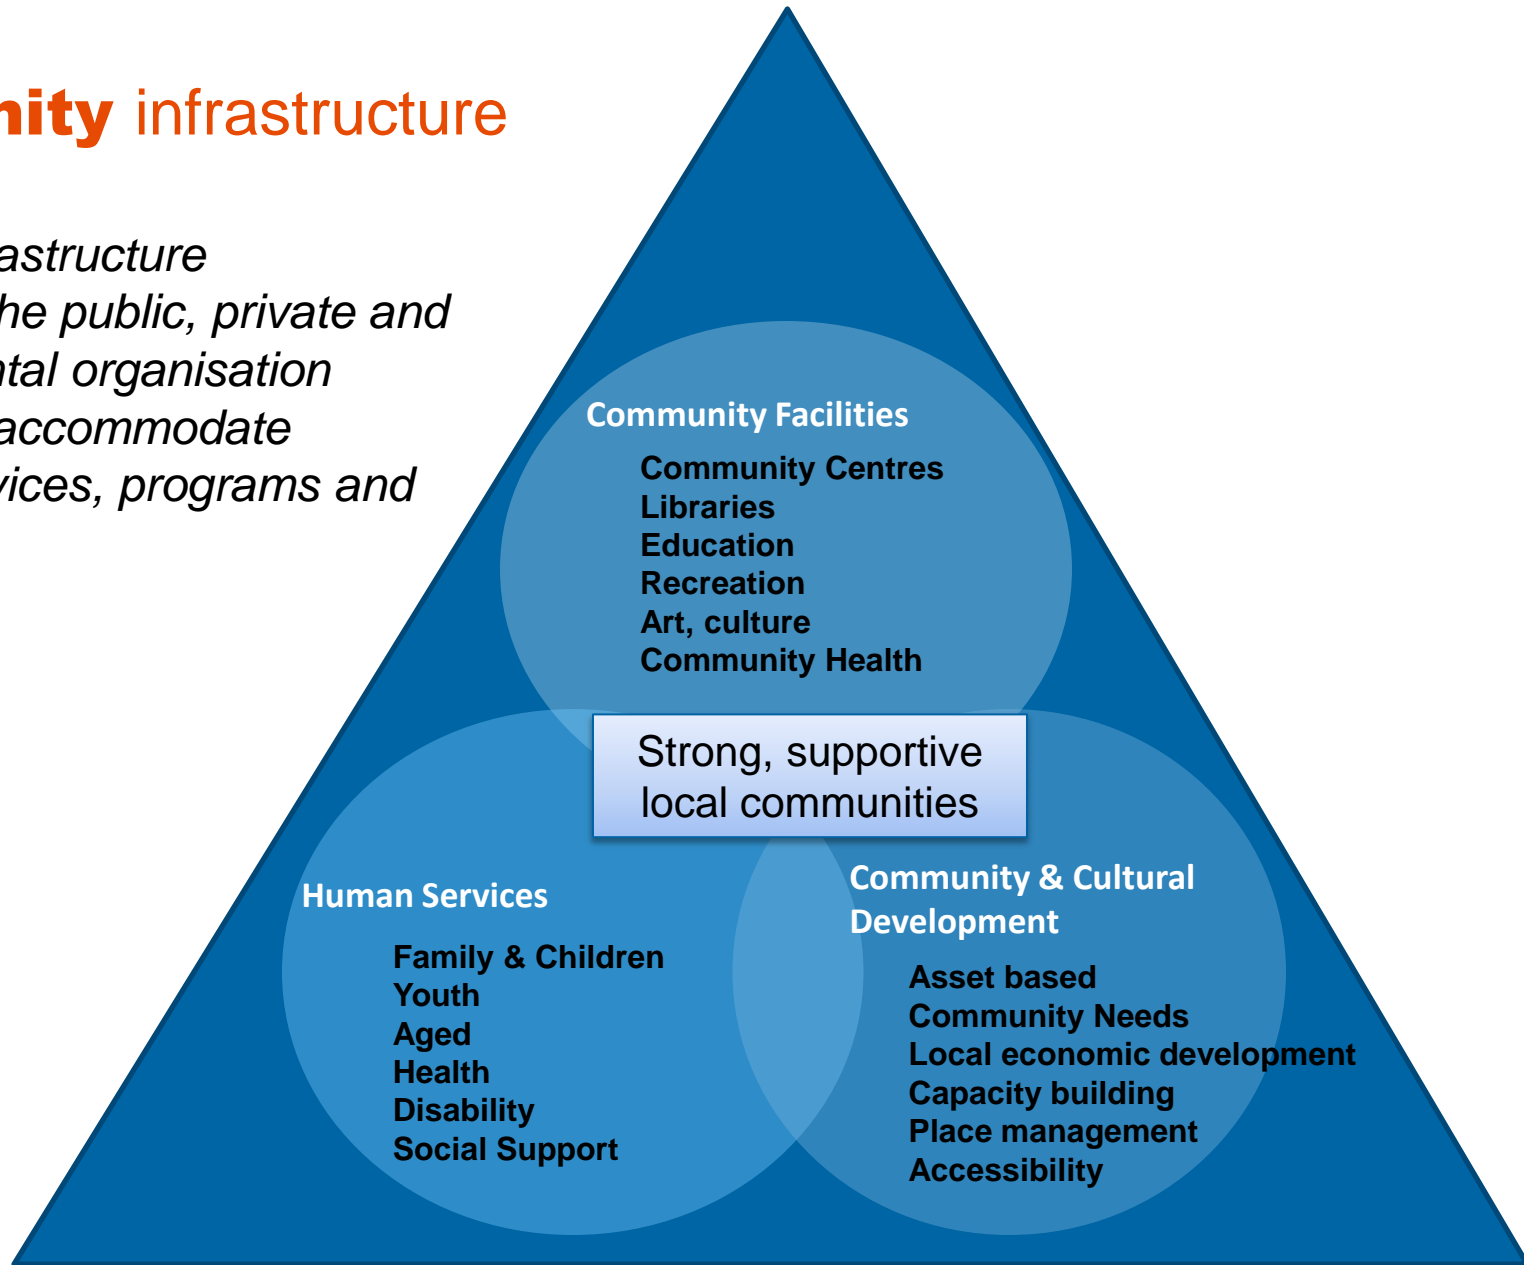 nity infrastructure
rastructure
he public, private and
ntal organisation
accommodate
vices, programs and
Community Facilities
Community Centres
Libraries
Education
Recreation
Art, culture
Community Health
Strong, supportive
local communities
Human Services
Family & Children
Youth
Aged
Health
Disability
Social Support
Community & Cultural
Development
Asset based
Community Needs
Local economic development
Capacity building
Place management
Accessibility